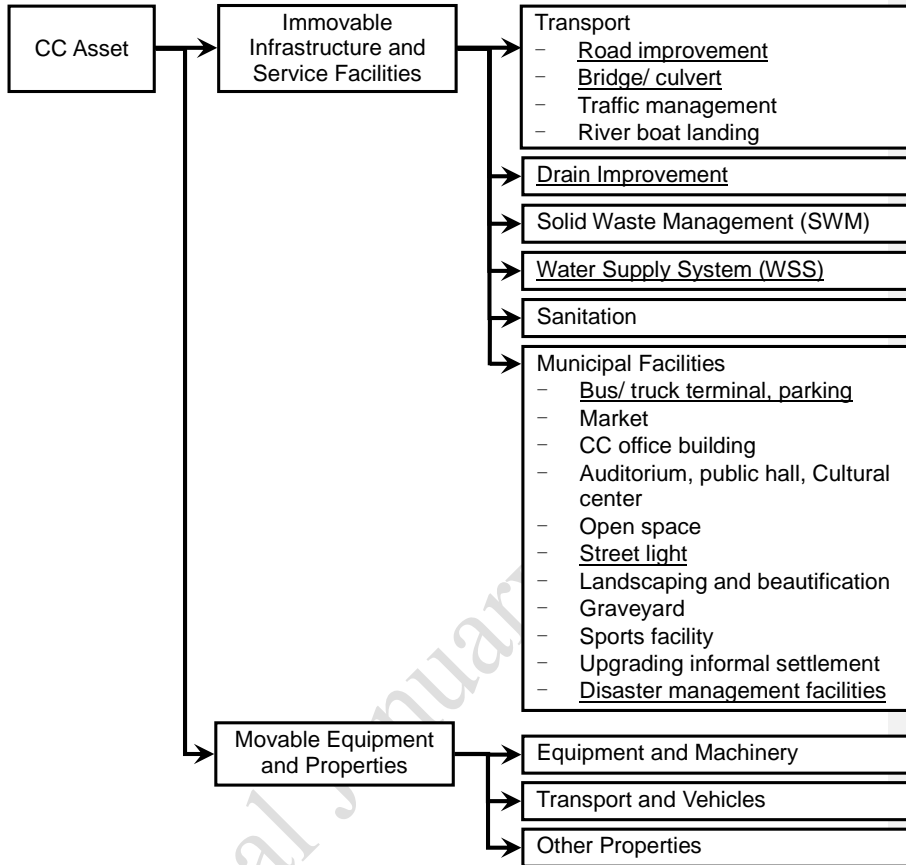 CC Asset
Immovable
Infrastructure and
Service Facilities
Transport
− Road improvement
− Bridge/ culvert
− Traffic management
− River boat landing
Drain Improvement
Solid Waste Management (SWM)
Water Supply System (WSS)
Sanitation
Municipal Facilities
− Bus/ truck terminal, parking
− Market
− CC office building
− Auditorium, public hall, Cultural
center
− Open space
− Street light
− Landscaping and beautification
− Graveyard
− Sports facility
− Upgrading informal settlement
− Disaster management facilities
Movable Equipment
and Properties
Equipment and Machinery
Transport and Vehicles
Other Properties